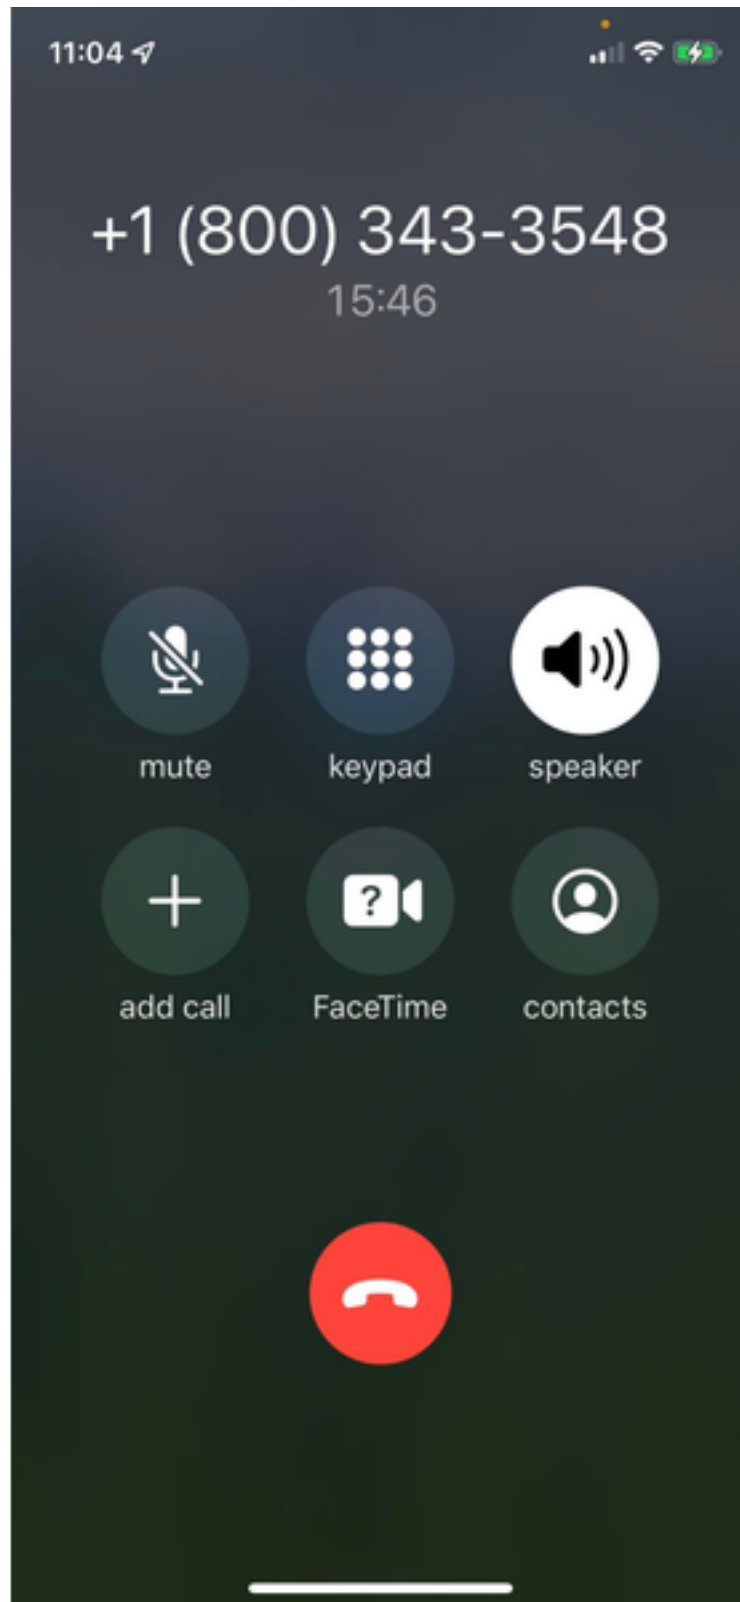 11:04
+1 (800) 343-3548
15:46
mute keypad speaker
?
add call FaceTime contacts